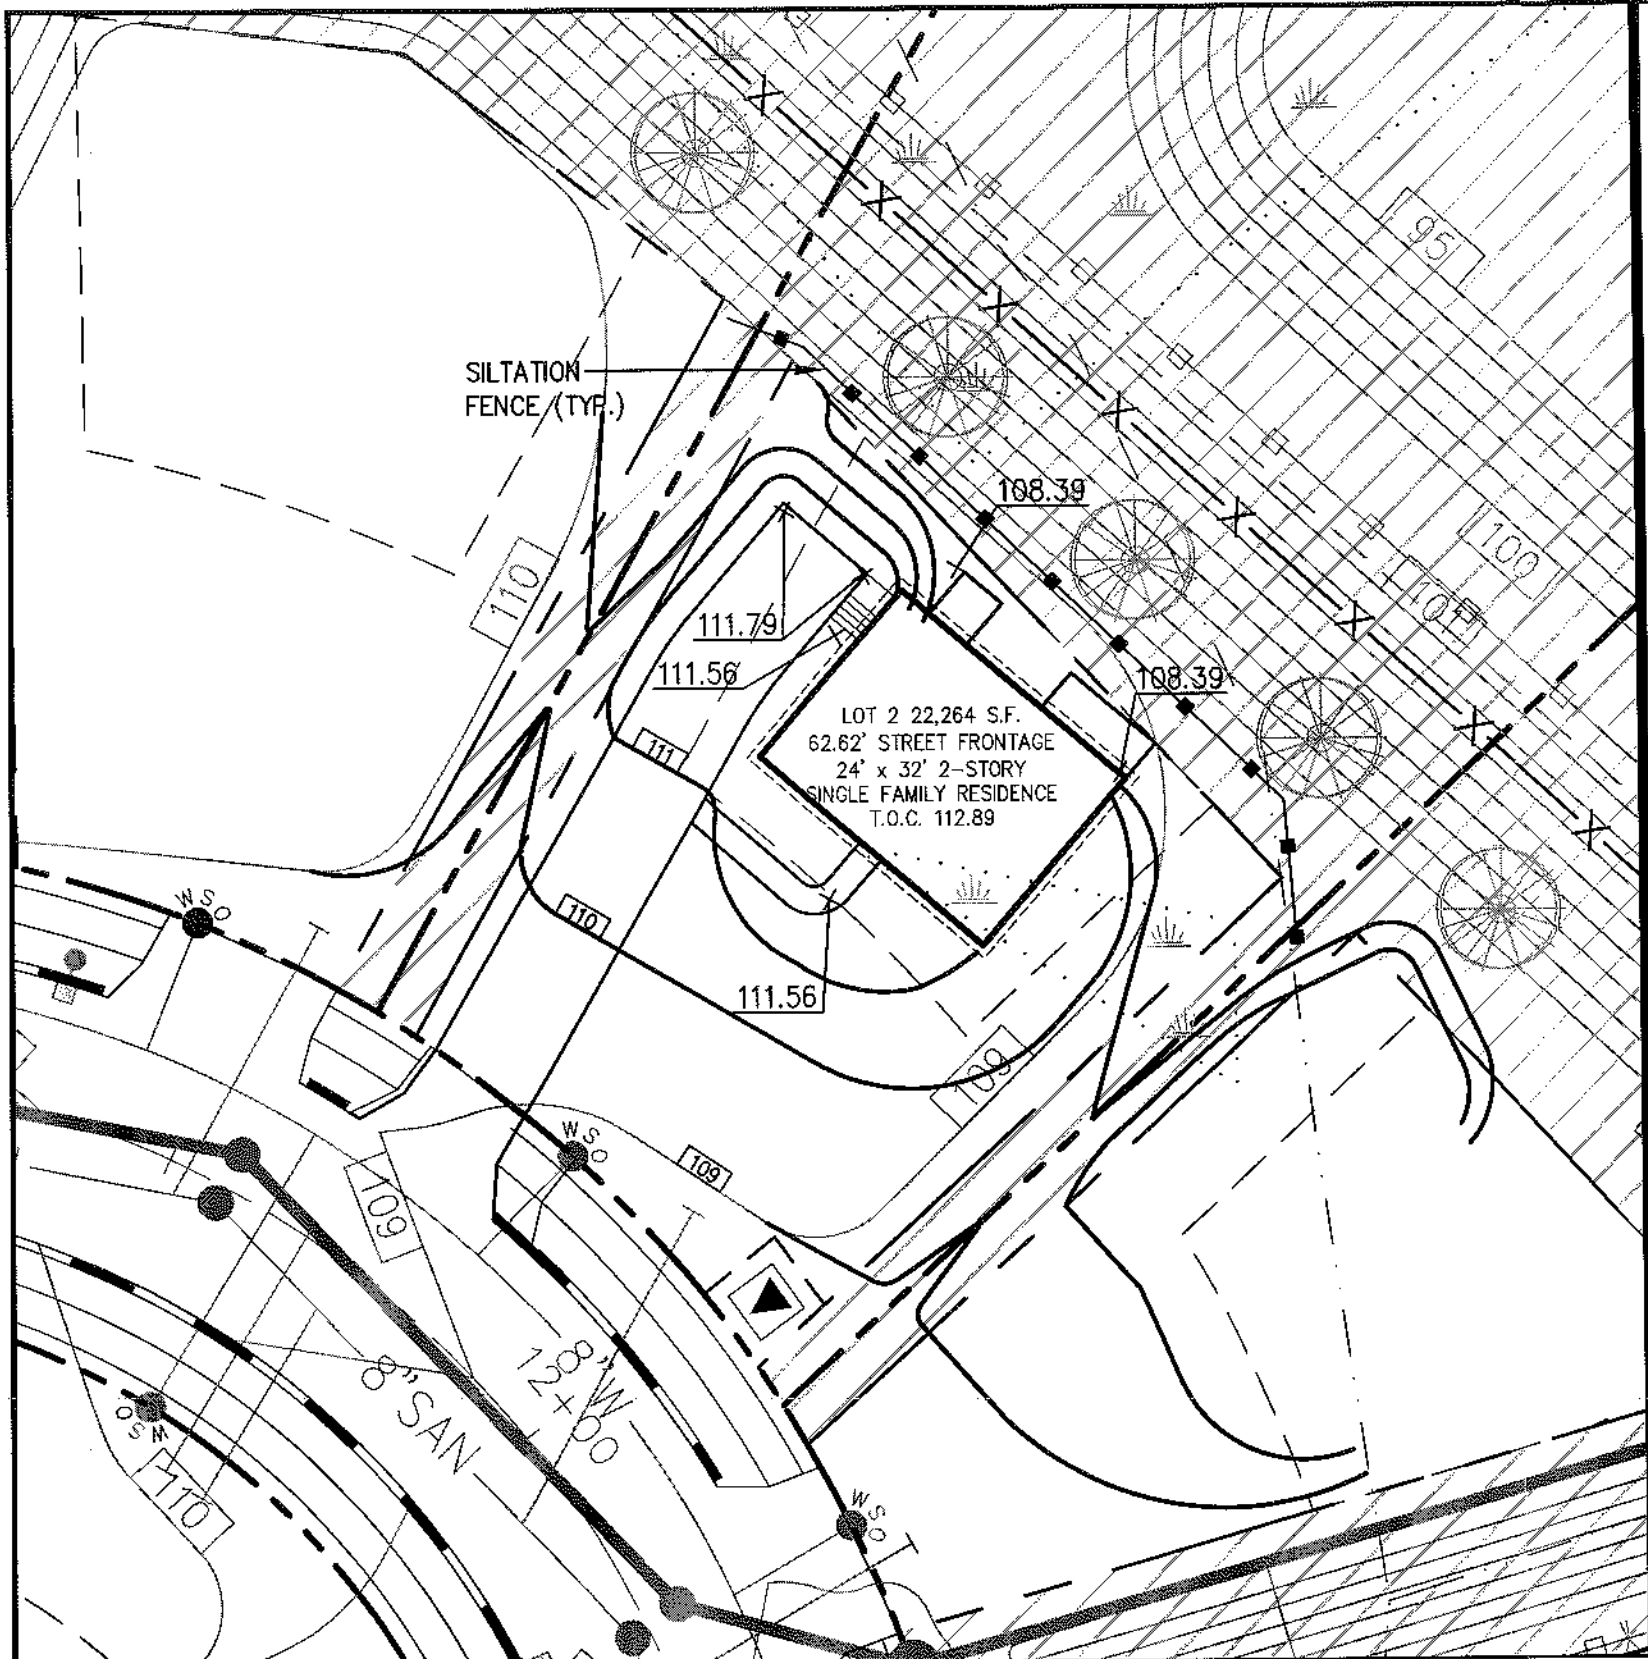 95
SILTATION
FENCE (TYP.)
108.39
100
101
110
111.79
111.56
108.39
LOT 2 22,264 S.F.
62.62' STREET FRONTAGE
24' x 32' 2-STORY
SINGLE FAMILY RESIDENCE
T.O.C. 112.89
111
110
WSO
111.56
109
WSO
109
109
8" SAN
8" W
12+00
WSO
110
WSO